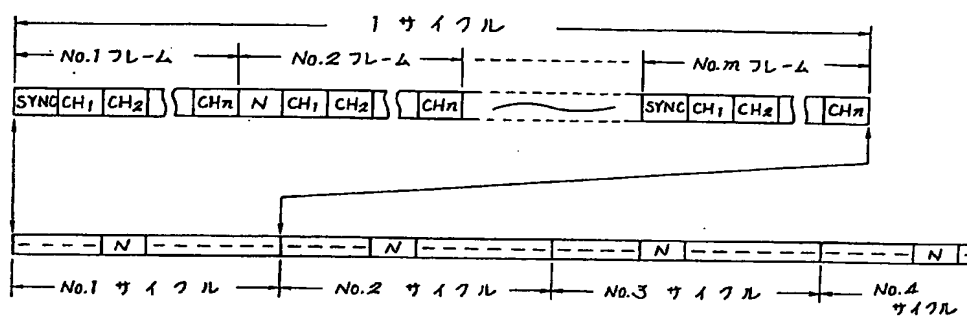 1 サイクル
No.1 フレーム No.2 フレーム No.m フレーム
SYNC CH1 CH2 CHn N CH1 CH2 CHn SYNC CH1 CH2 CHn
N N N N
No.1 サイクル No.2 サイクル No.3 サイクル No.4
サイクル